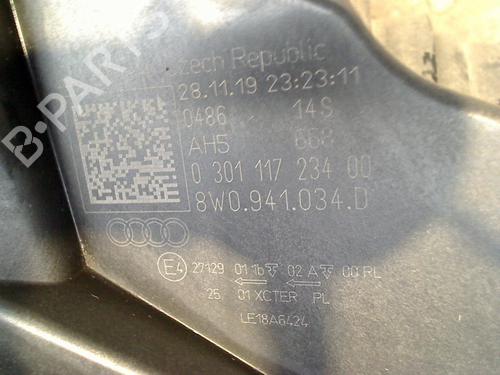 Czech Republic
28.11.19 23:23:11
0486 14S
AH5 668
0 301 117 234 00
8W0.941.034.D
E4 27129 01 1b 02 A 00 RL
25 01 XCTER PL
LE18A6424